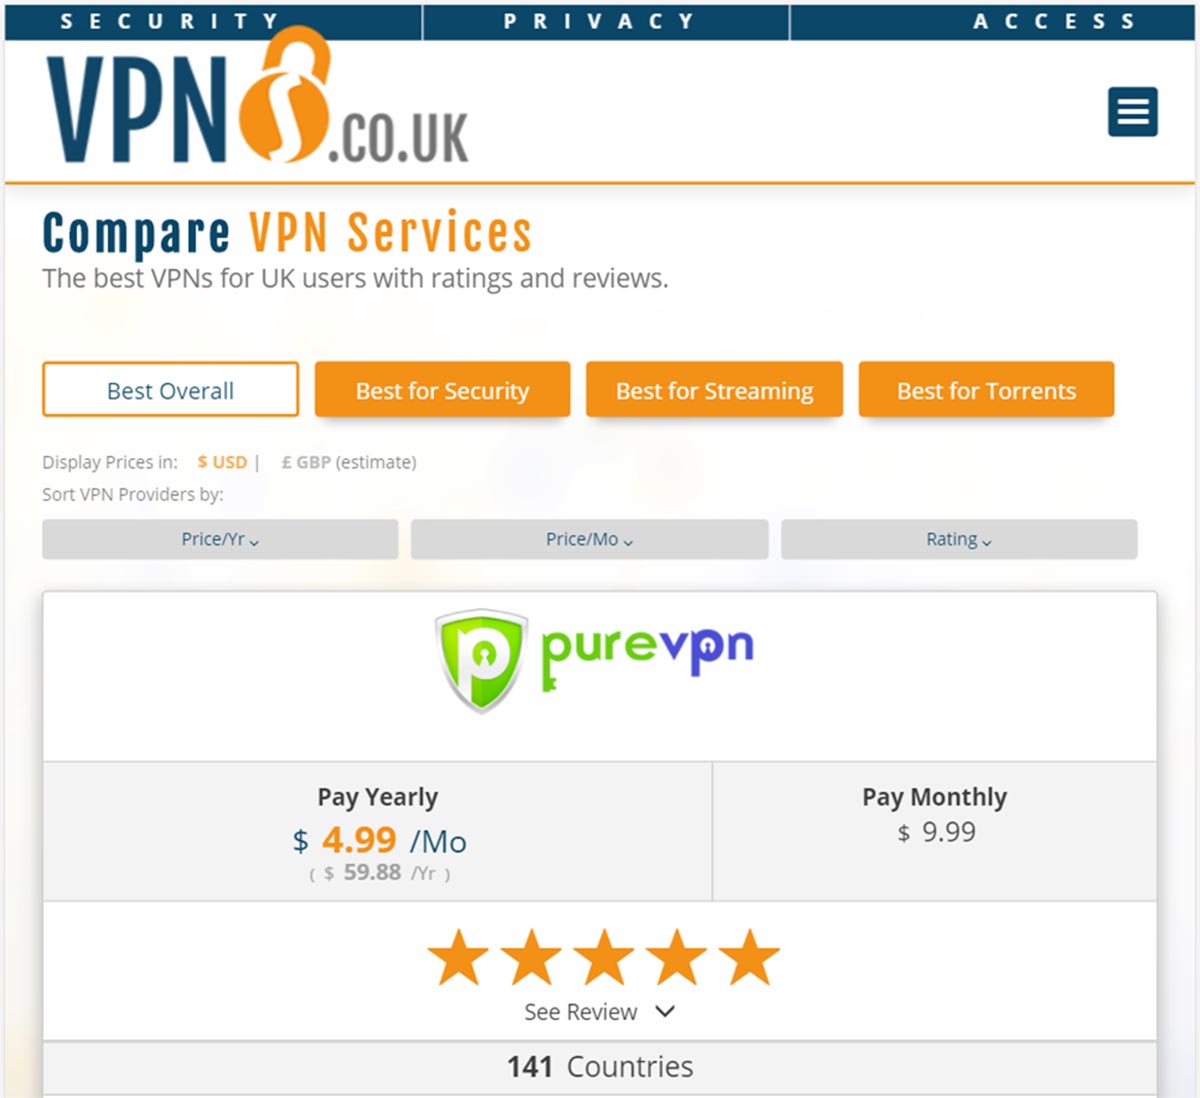 SECURITY PRIVACY ACCESS
VPNS.CO.UK
Compare VPN Services
The best VPNs for UK users with ratings and reviews.
Best Overall Best for Security Best for Streaming Best for Torrents
Display Prices in: $ USD | £ GBP (estimate)
Sort VPN Providers by:
Price/Yr Price/Mo Rating
purevpn
Pay Yearly Pay Monthly
$ 4.99 /Mo $ 9.99
( $ 59.88 /Yr )
See Review
141 Countries